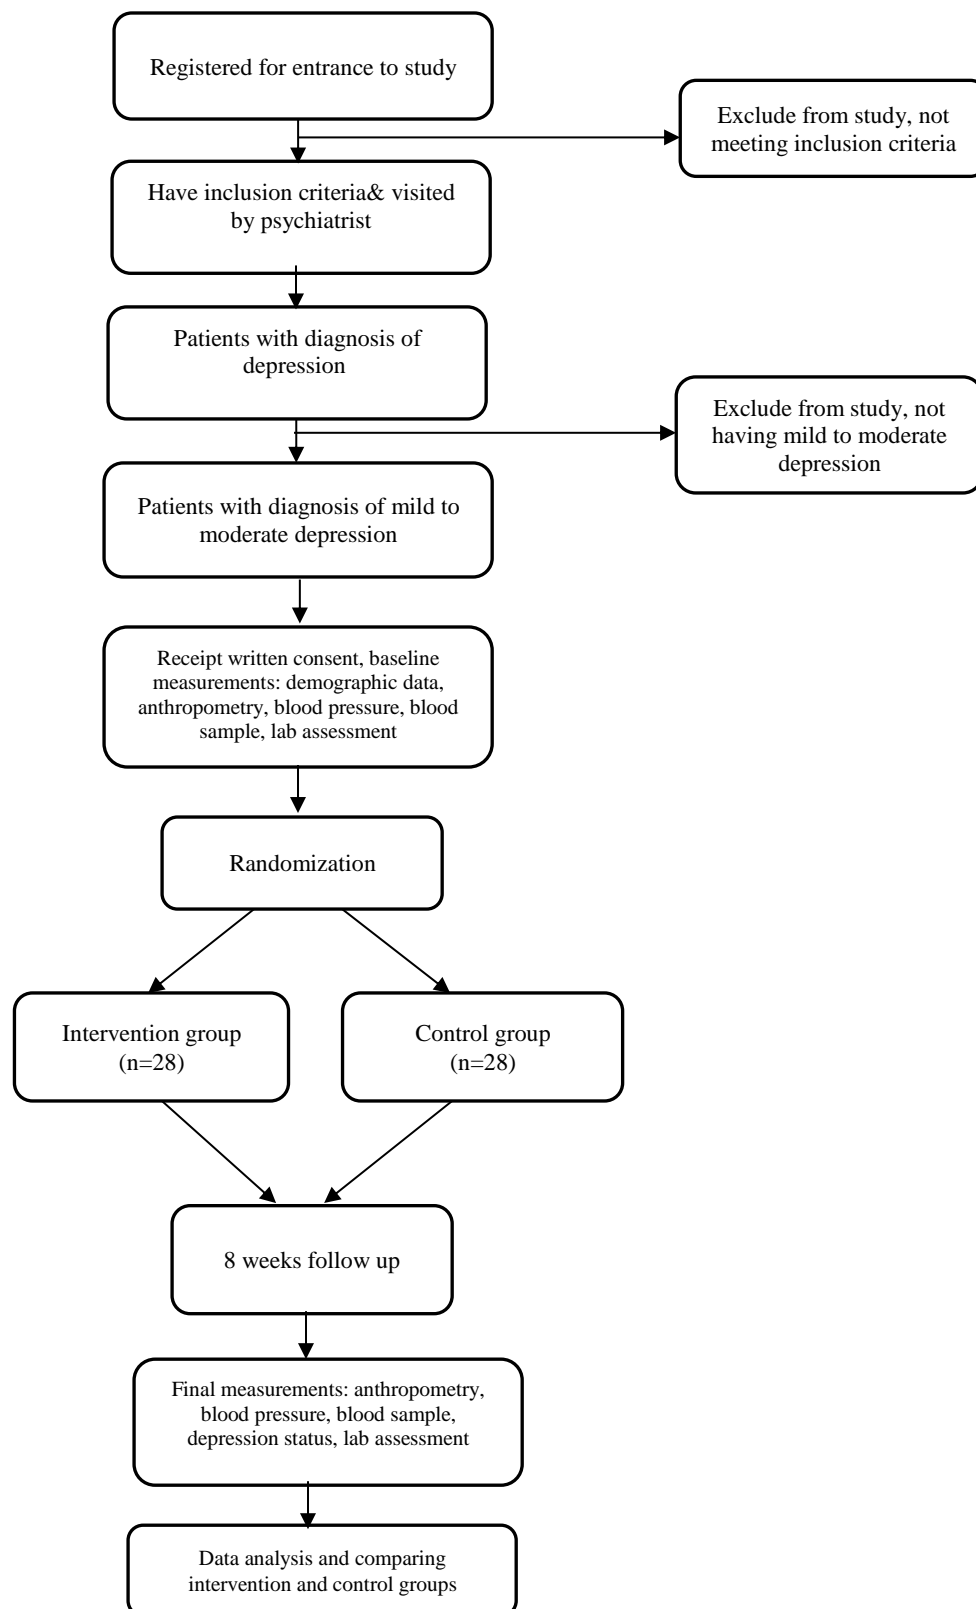 Registered for entrance to study
Exclude from study, not
meeting inclusion criteria
Have inclusion criteria& visited
by psychiatrist
Patients with diagnosis of
depression
Exclude from study, not
having mild to moderate
depression
Patients with diagnosis of mild to
moderate depression
Receipt written consent, baseline
measurements: demographic data,
anthropometry, blood pressure, blood
sample, lab assessment
Randomization
Intervention group
(n=28)
Control group
(n=28)
8 weeks follow up
Final measurements: anthropometry,
blood pressure, blood sample,
depression status, lab assessment
Data analysis and comparing
intervention and control groups